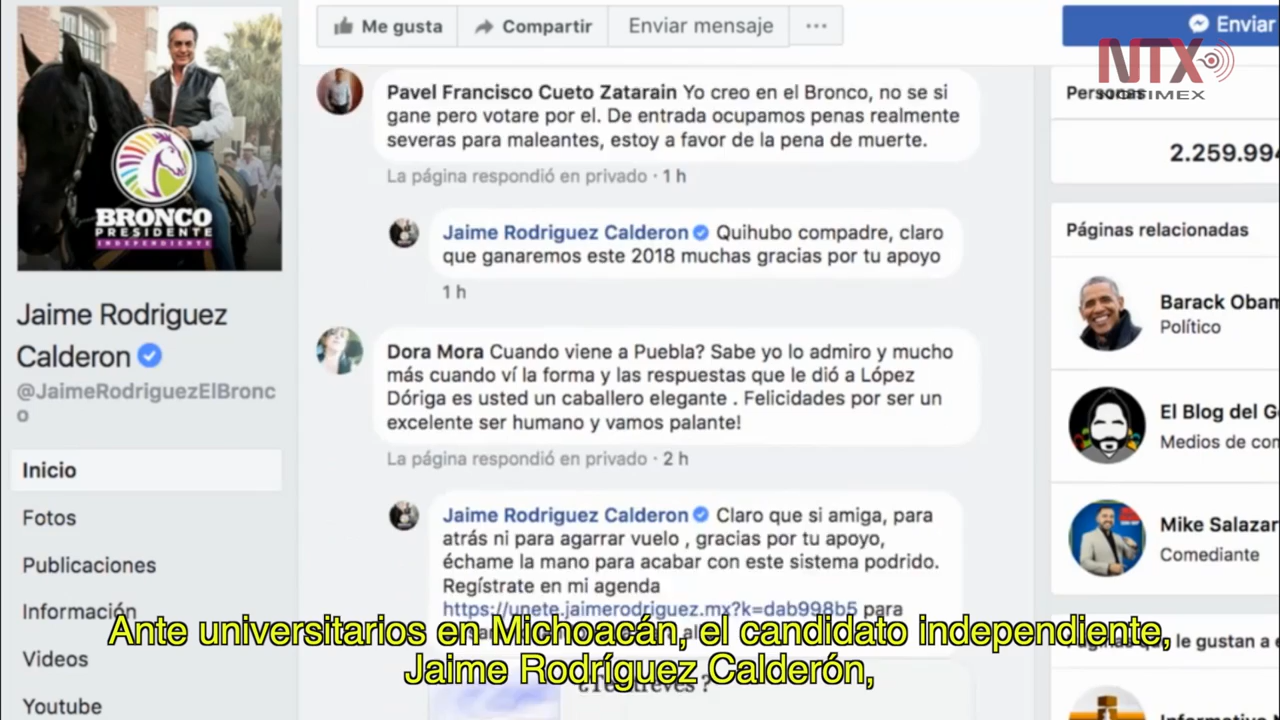 BRONCO
PRESIDENTE
INDEPENDIENTE
Jaime Rodriguez
Calderon
@JaimeRodriguezElBronc
o
Inicio
Fotos
Publicaciones
Información
Videos
Youtube
Me gusta
Compartir
Enviar mensaje
Pavel Francisco Cueto Zatarain Yo creo en el Bronco, no se si
gane pero votare por el. De entrada ocupamos penas realmente
severas para maleantes, estoy a favor de la pena de muerte.
La página respondió en privado · 1 h
Jaime Rodriguez Calderon Quihubo compadre, claro
que ganaremos este 2018 muchas gracias por tu apoyo
1 h
Dora Mora Cuando viene a Puebla? Sabe yo lo admiro y mucho
más cuando ví la forma y las respuestas que le dió a López
Dóriga es usted un caballero elegante . Felicidades por ser un
excelente ser humano y vamos palante!
La página respondió en privado · 2 h
Jaime Rodriguez Calderon Claro que si amiga, para
atrás ni para agarrar vuelo , gracias por tu apoyo,
échame la mano para acabar con este sistema podrido.
Regístrate en mi agenda
https://unete.jaimerodriguez.mx?k=dab998b5 para
¿Te atreves?
Enviar
NTX
NOTIMEX
Personas
2.259.994
Páginas relacionadas
Barack Obam
Político
El Blog del Go
Medios de com
Mike Salazar
Comediante
le gustan a
Informativo
Ante universitarios en Michoacán, el candidato independiente,
Jaime Rodríguez Calderón,